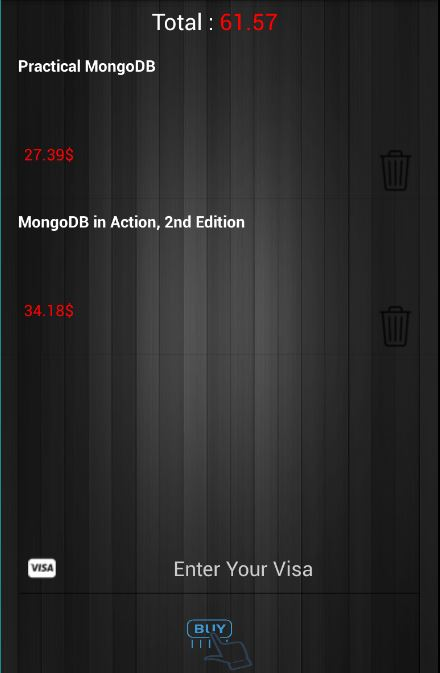 Total : 61.57
Practical MongoDB
27.39$
MongoDB in Action, 2nd Edition
34.18$
VISA Enter Your Visa
BUY